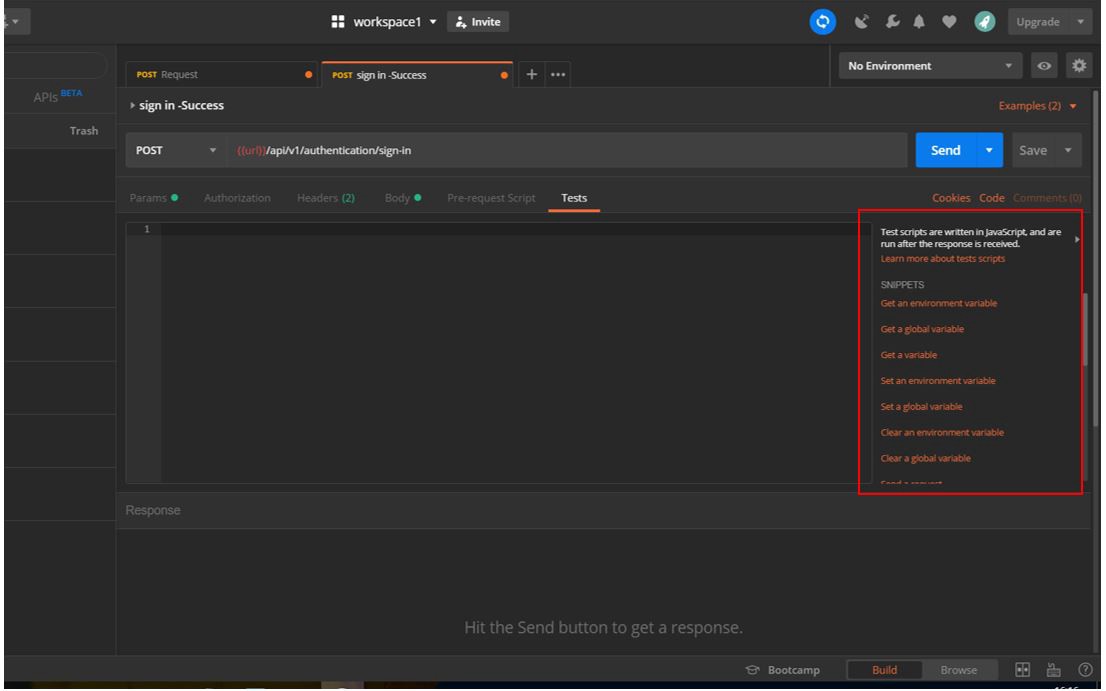 workspace1
Invite
Upgrade
POST Request
POST sign in -Success
No Environment
APIs BETA
sign in -Success
Examples (2)
Trash
POST
{{url}}/api/v1/authentication/sign-in
Send
Save
Params
Authorization
Headers (2)
Body
Pre-request Script
Tests
Cookies
Code
Comments (0)
1
Test scripts are written in JavaScript, and are
run after the response is received.
Learn more about tests scripts
SNIPPETS
Get an environment variable
Get a global variable
Get a variable
Set an environment variable
Set a global variable
Clear an environment variable
Clear a global variable
Send a request
Response
Hit the Send button to get a response.
Bootcamp
Build
Browse